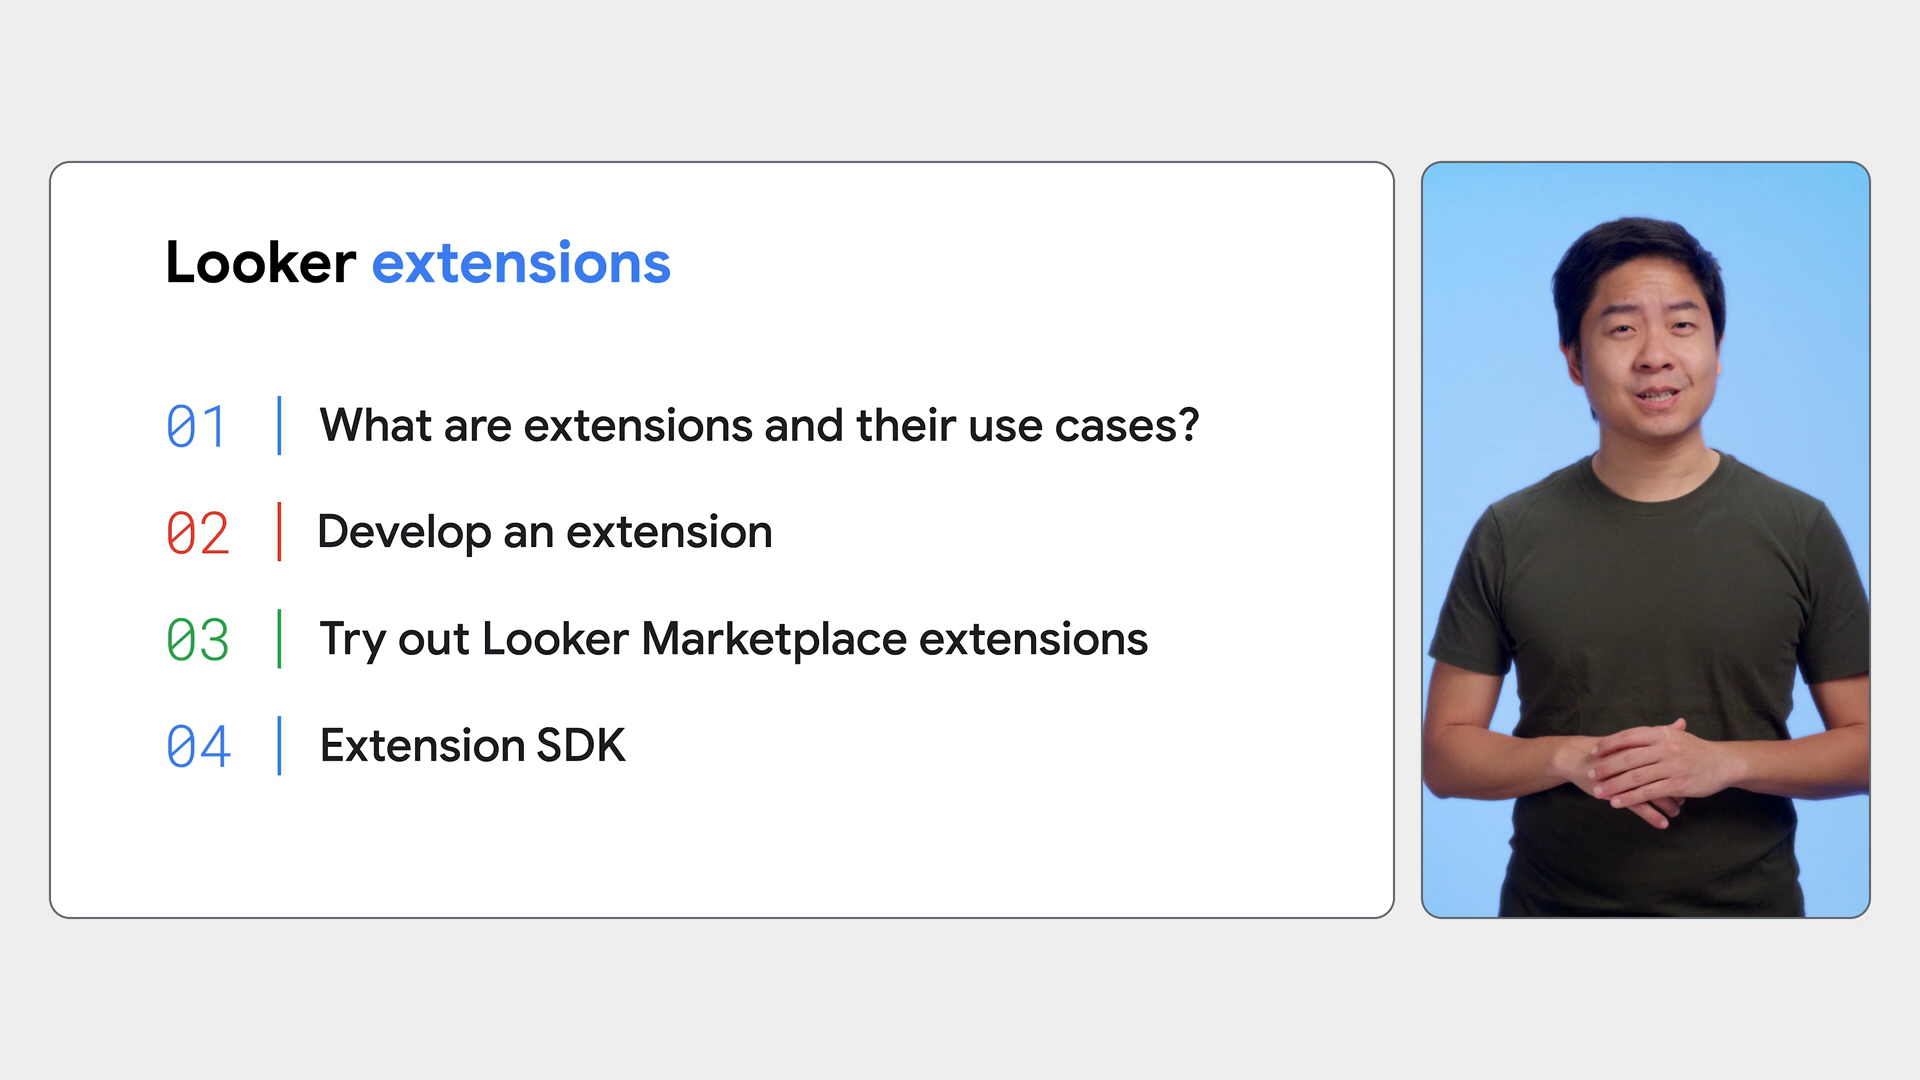 Looker extensions
01 What are extensions and their use cases?
02 Develop an extension
03 Try out Looker Marketplace extensions
04 Extension SDK